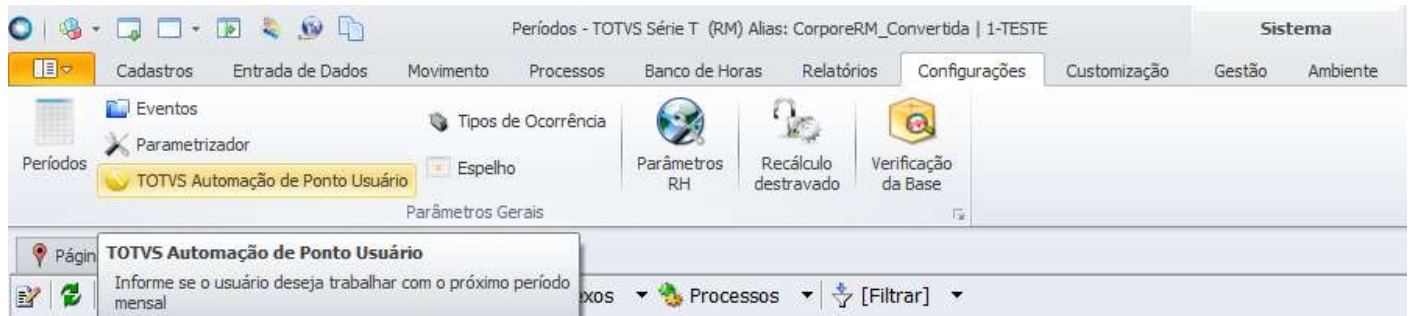 Períodos - TOTVS Série T (RM) Alias: CorporeRM_Convertida | 1-TESTE Sistema
Cadastros Entrada de Dados Movimento Processos Banco de Horas Relatórios Configurações Customização Gestão Ambiente
Eventos
Parametrizador
TOTVS Automação de Ponto Usuário
Períodos
Tipos de Ocorrência
Espelho
Parâmetros
RH
Recálculo
destravado
Verificação
da Base
Parâmetros Gerais
TOTVS Automação de Ponto Usuário
Informe se o usuário deseja trabalhar com o próximo período
mensal
Processos [Filtrar]